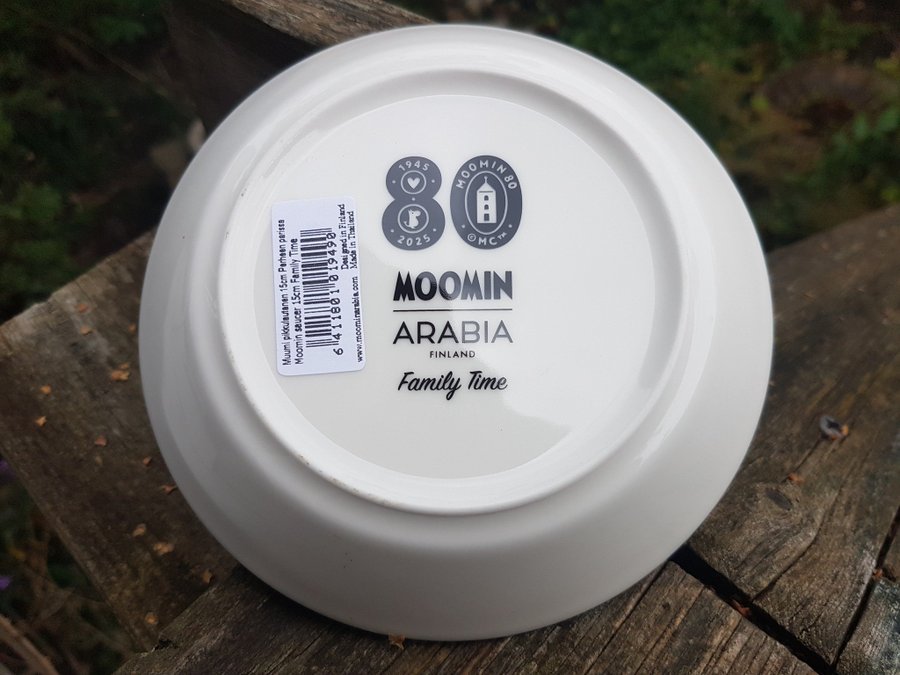 1945
2025
MOOMIN 80
©MC™
MOOMIN
ARABIA
FINLAND
Family Time
Muumi pikkulautanen 15cm Perheen parissa
Moomin saucer 15cm Family Time
6 411801 019490
Designed in Finland
www.moominarabia.com Made in Thailand